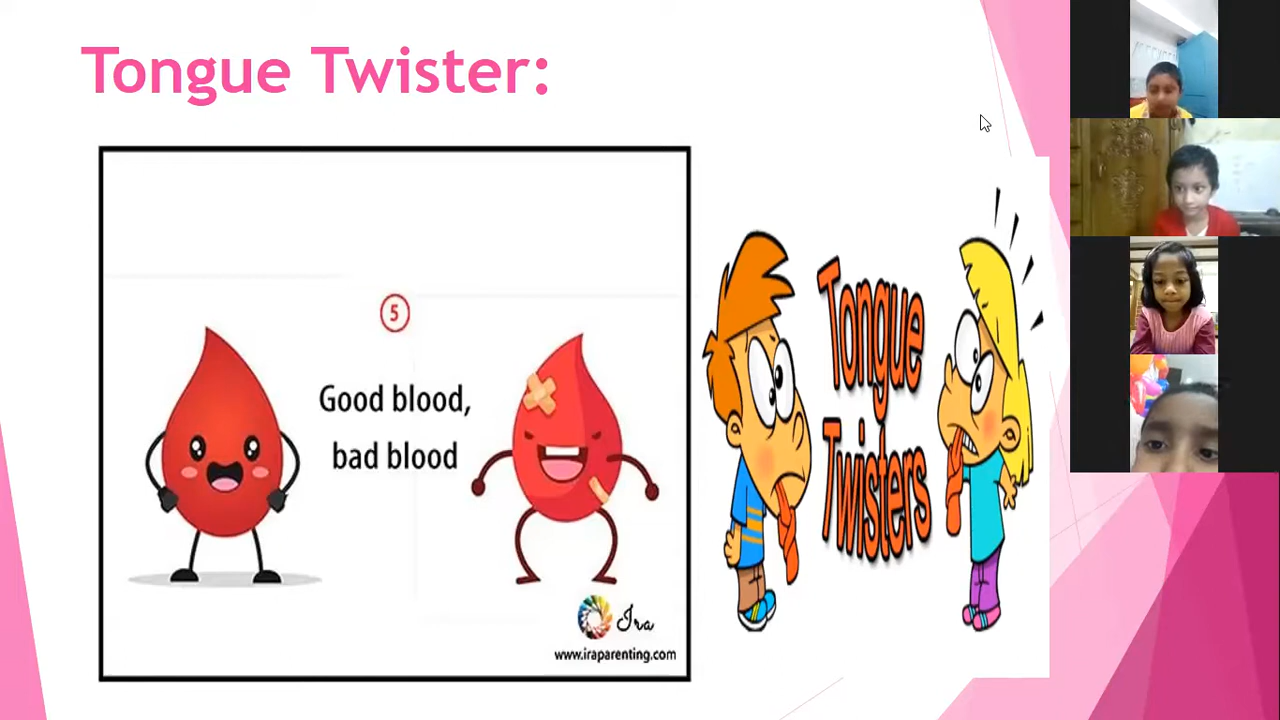 Tongue Twister:
5
Good blood,
bad blood
Ira
www.iraparenting.com
Tongue
Twisters